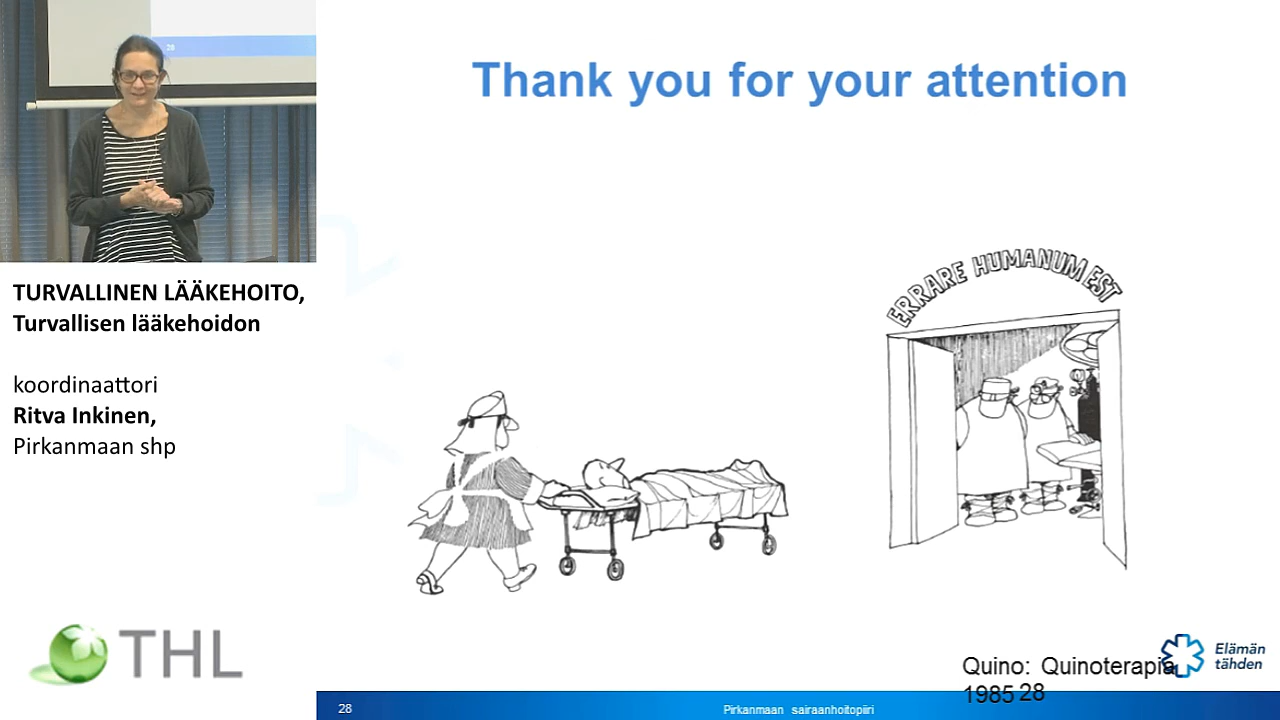 28
TURVALLINEN LÄÄKEHOITO,
Turvallisen lääkehoidon
koordinaattori
Ritva Inkinen,
Pirkanmaan shp
THL
Thank you for your attention
ERRARE HUMANUM EST
Quino: Quinoterapia
1985 28
Elämän
tähden
28
Pirkanmaan sairaanhoitopiiri